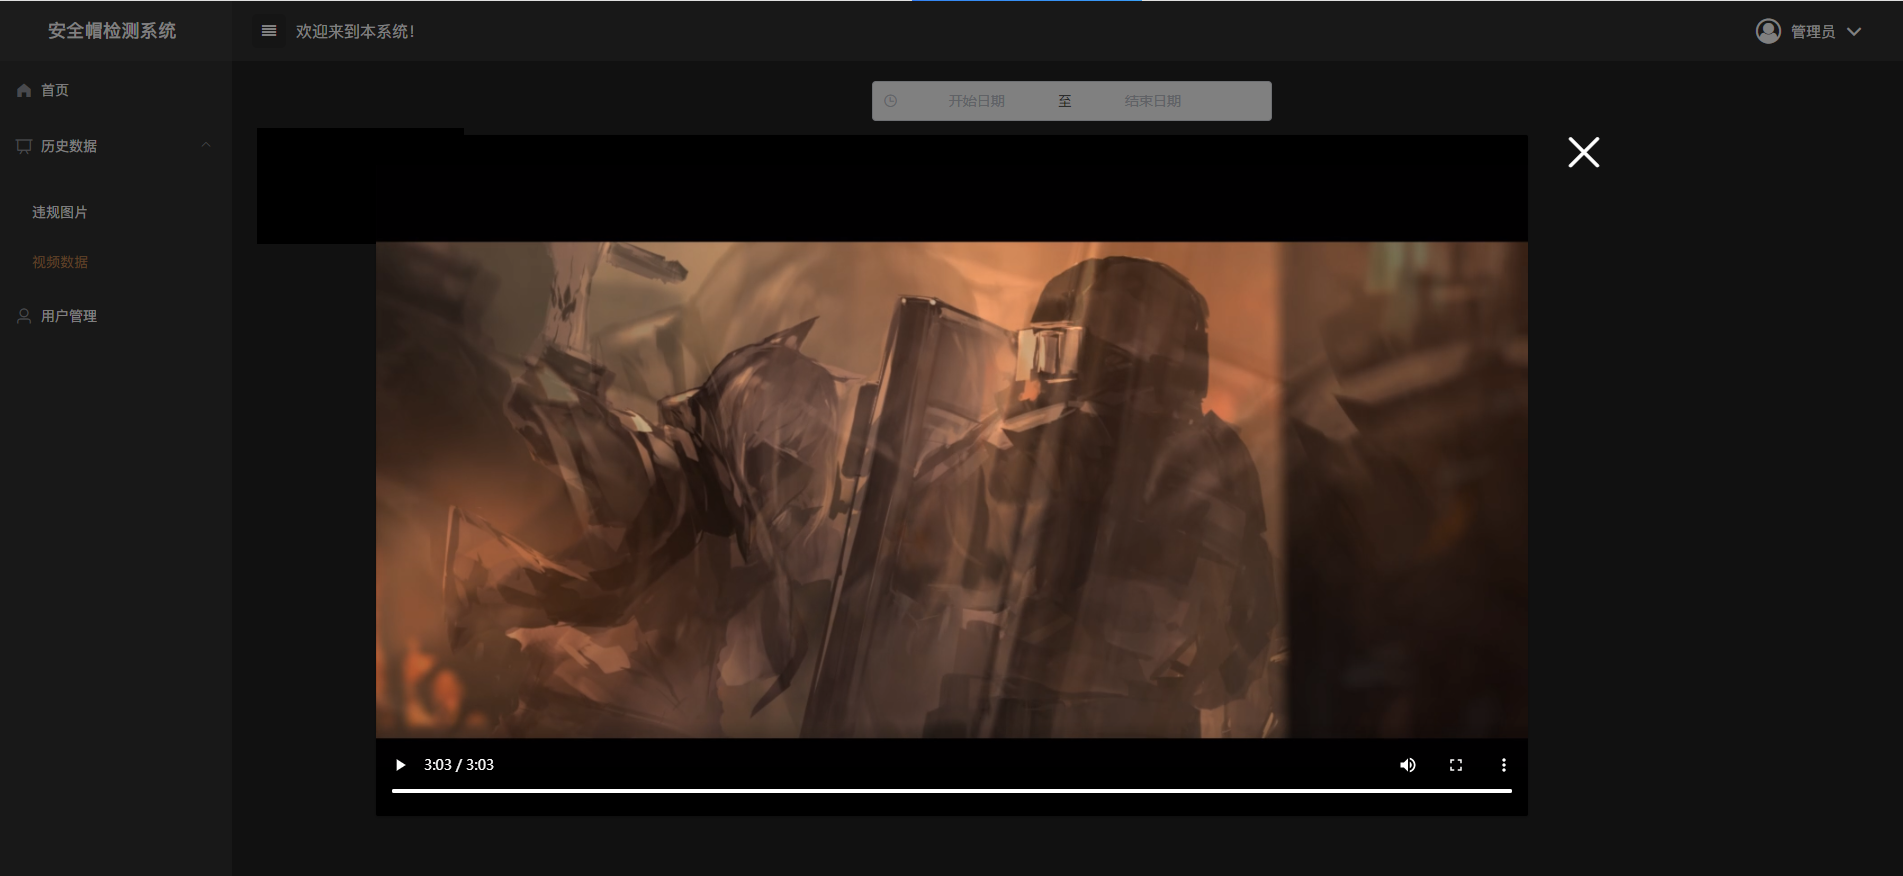 安全帽检测系统
欢迎来到本系统!
管理员
首页
历史数据
违规图片
视频数据
用户管理
开始日期 至 结束日期
3:03 / 3:03